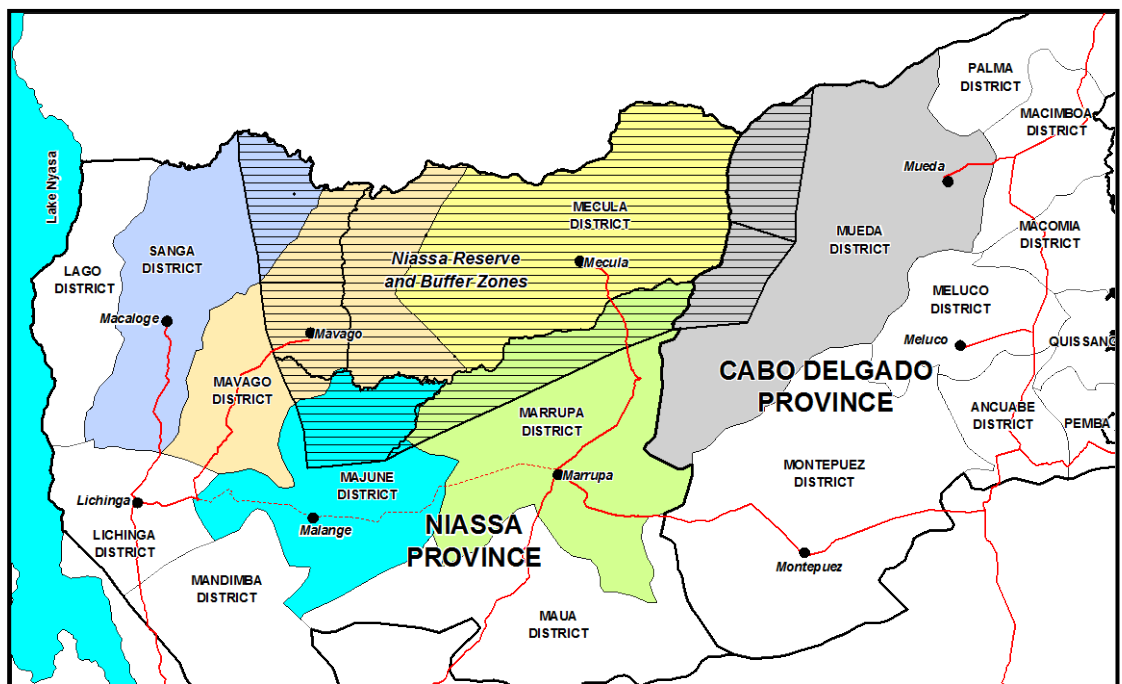 PALMA
DISTRICT
MACIMBOA
DISTRICT
Lake Nyasa
Mueda
MECULA
DISTRICT
MUEDA
DISTRICT
MACOMIA
DISTRICT
SANGA
DISTRICT
LAGO
DISTRICT
Niassa Reserve
and Buffer Zones
Mecula
MELUCO
DISTRICT
Macaloge
Mavago
Meluco
QUISSANG
MAVAGO
DISTRICT
CABO DELGADO
PROVINCE
MARRUPA
DISTRICT
ANCUABE
DISTRICT
PEMBA
MAJUNE
DISTRICT
Marrupa
MONTEPUEZ
DISTRICT
Lichinga
Malange
NIASSA
PROVINCE
LICHINGA
DISTRICT
Montepuez
MANDIMBA
DISTRICT
MAUA
DISTRICT